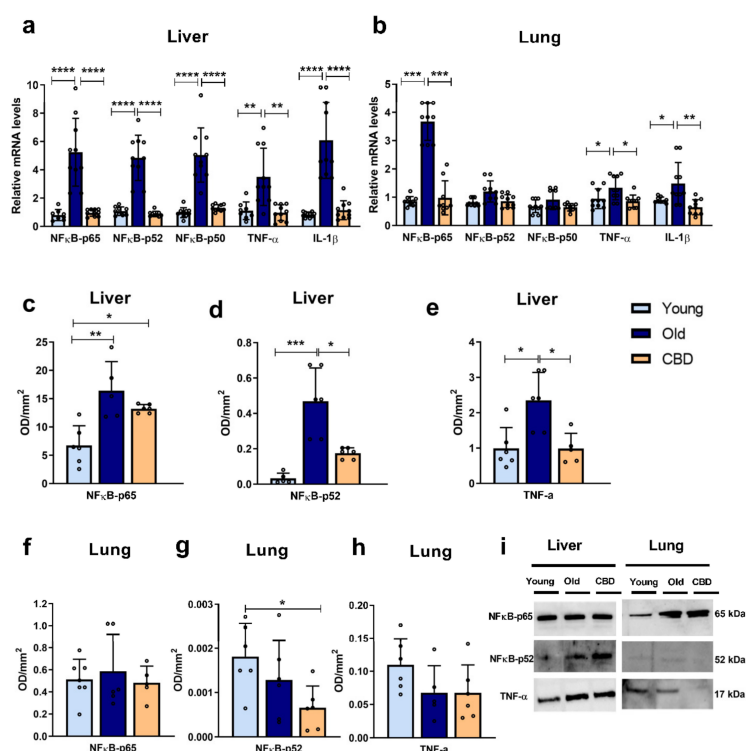 a
Liver
Relative mRNA levels
10
8
6
4
2
0
**** ****
**** ****
**** ****
** **
**** ****
NFκB-p65 NFκB-p52 NFκB-p50 TNF-α IL-1β
b
Lung
Relative mRNA levels
5
4
3
2
1
0
*** ***
* *
* **
NFκB-p65 NFκB-p52 NFκB-p50 TNF-α IL-1β
c
Liver
OD/mm²
25
20
15
10
5
0
*
**
NFκB-p65
d
Liver
OD/mm²
0.8
0.6
0.4
0.2
0.0
*** *
NFκB-p52
e
Liver
OD/mm²
4
3
2
1
0
* *
TNF-a
Young
Old
CBD
f
Lung
OD/mm²
1.2
1.0
0.8
0.6
0.4
0.2
0.0
NFκB-p65
g
Lung
OD/mm²
0.003
0.002
0.001
0.000
*
NFκB-p52
h
Lung
OD/mm²
0.20
0.15
0.10
0.05
0.00
TNF-a
i
Liver Lung
Young Old CBD Young Old CBD
NFκB-p65 65 kDa
NFκB-p52 52 kDa
TNF-α 17 kDa